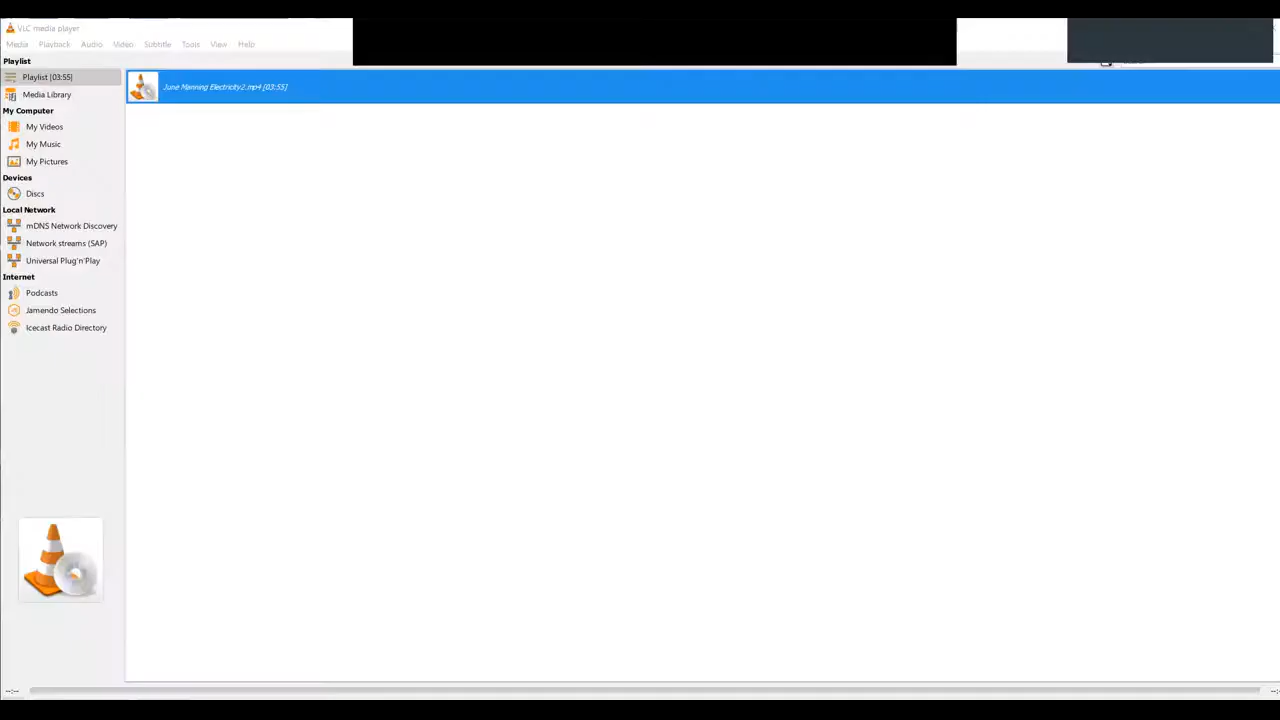 VLC media player
Media Playback Audio Video Subtitle Tools View Help
Playlist
Playlist [03:55]
June Manning Electricity2.mp4 [03:55]
Media Library
My Computer
My Videos
My Music
My Pictures
Devices
Discs
Local Network
mDNS Network Discovery
Network streams (SAP)
Universal Plug'n'Play
Internet
Podcasts
Jamendo Selections
Icecast Radio Directory
--:--